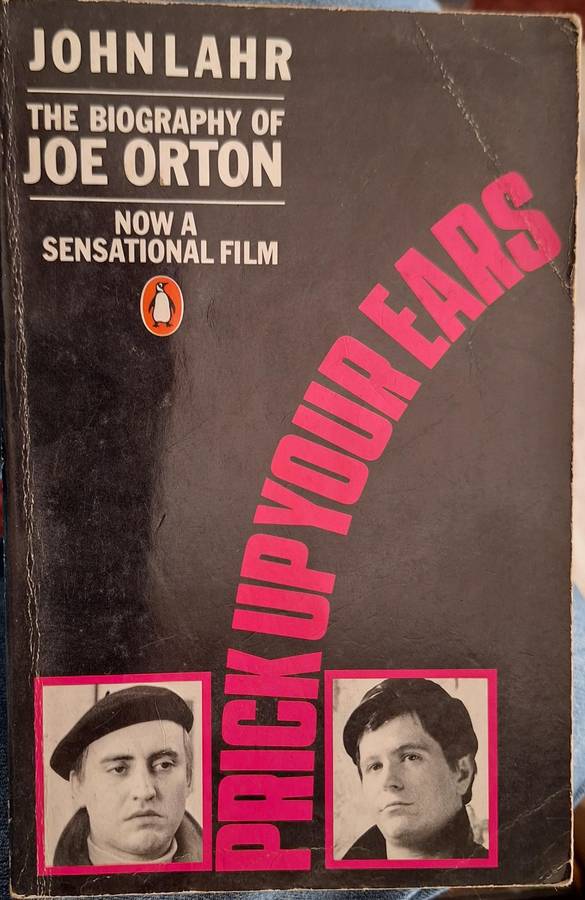 JOHN LAHR
THE BIOGRAPHY OF
JOE ORTON
NOW A
SENSATIONAL FILM
PRICK UP YOUR EARS